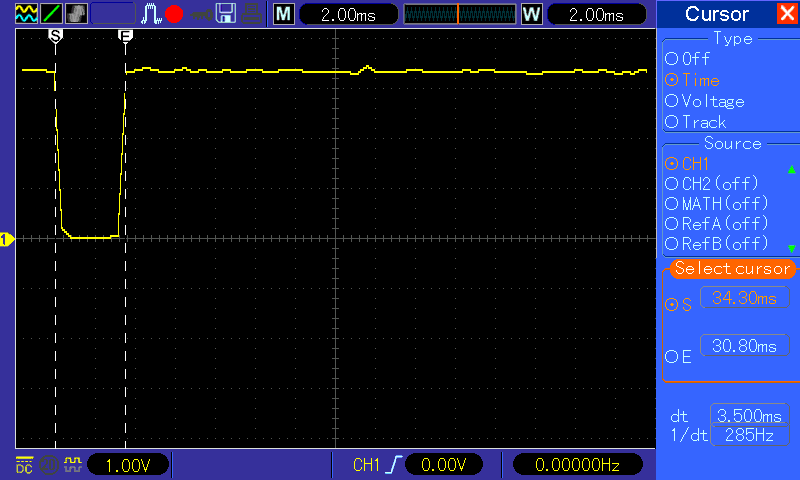 M 2.00ms W 2.00ms Cursor
S E
Type
Off
Time
Voltage
Track
Source
CH1
CH2(off)
MATH(off)
RefA(off)
RefB(off)
Select cursor
S 34.30ms
E 30.80ms
dt 3.500ms
1/dt 285Hz
1
DC 1.00V CH1 0.00V 0.00000Hz